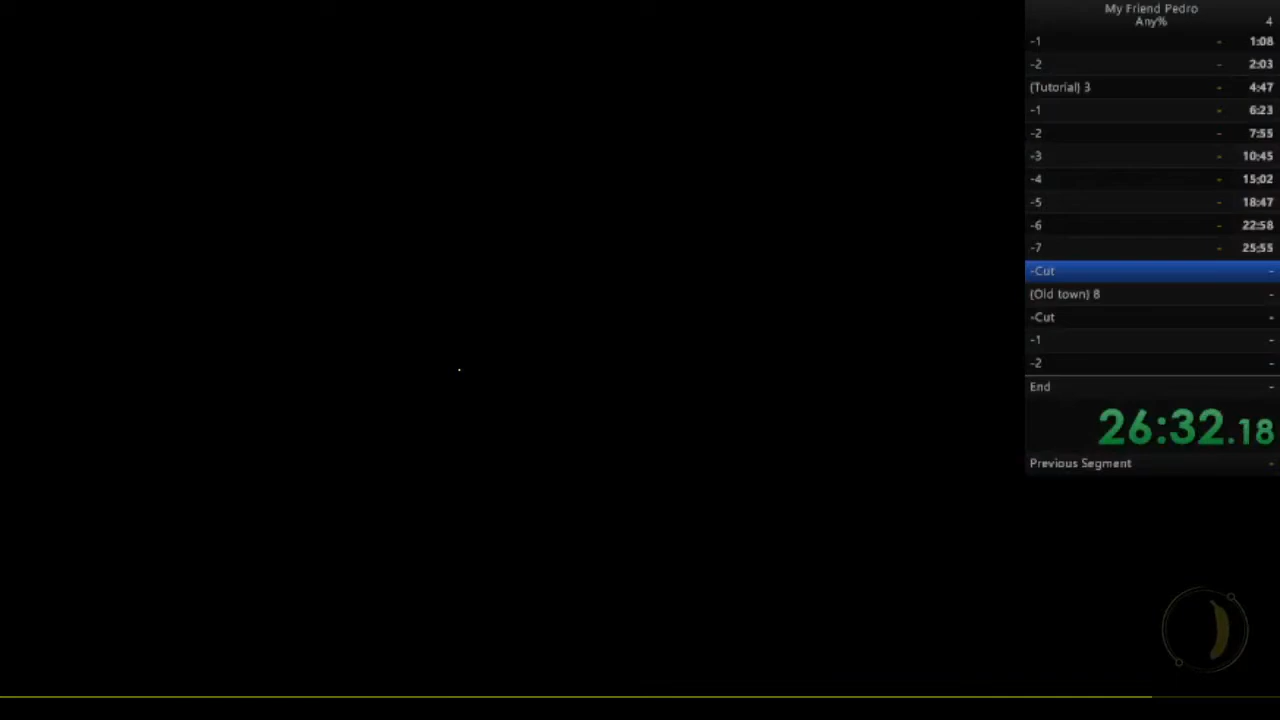 My Friend Pedro
Any% 4
-1 - 1:08
-2 - 2:03
(Tutorial) 3 - 4:47
-1 - 6:23
-2 - 7:55
-3 - 10:45
-4 - 15:02
-5 - 18:47
-6 - 22:58
-7 - 25:55
-Cut -
(Old town) 8 -
-Cut -
-1 -
-2 -
End -
26:32.18
Previous Segment -